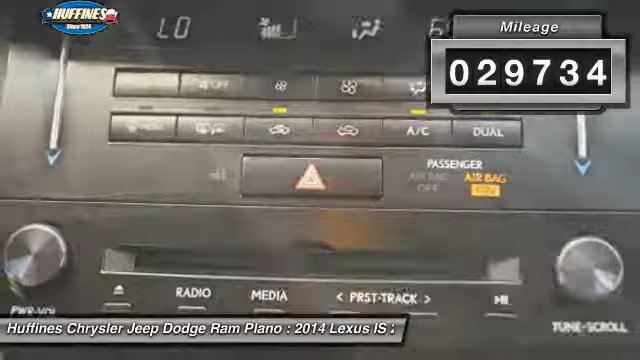 HUFFINES
Since 1924
Mileage
029734
LO
OFF
A/C
DUAL
PASSENGER
AIR BAG
OFF
AIR BAG
ON
RADIO
MEDIA
< PRST-TRACK >
PWR-VOL
TUNE-SCROLL
Huffines Chrysler Jeep Dodge Ram Plano : 2014 Lexus IS